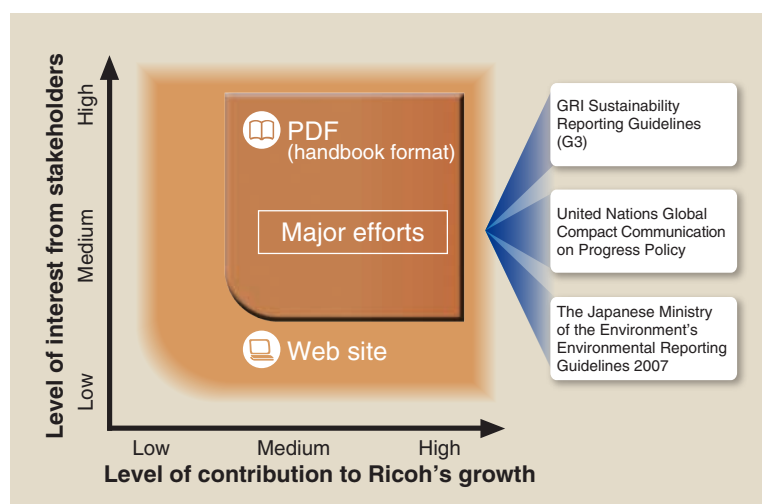 Level of interest from stakeholders
High
Medium
Low
PDF
(handbook format)
Major efforts
Web site
Low
Medium
High
Level of contribution to Ricoh's growth
GRI Sustainability
Reporting Guidelines
(G3)
United Nations Global
Compact Communication
on Progress Policy
The Japanese Ministry
of the Environment's
Environmental Reporting
Guidelines 2007